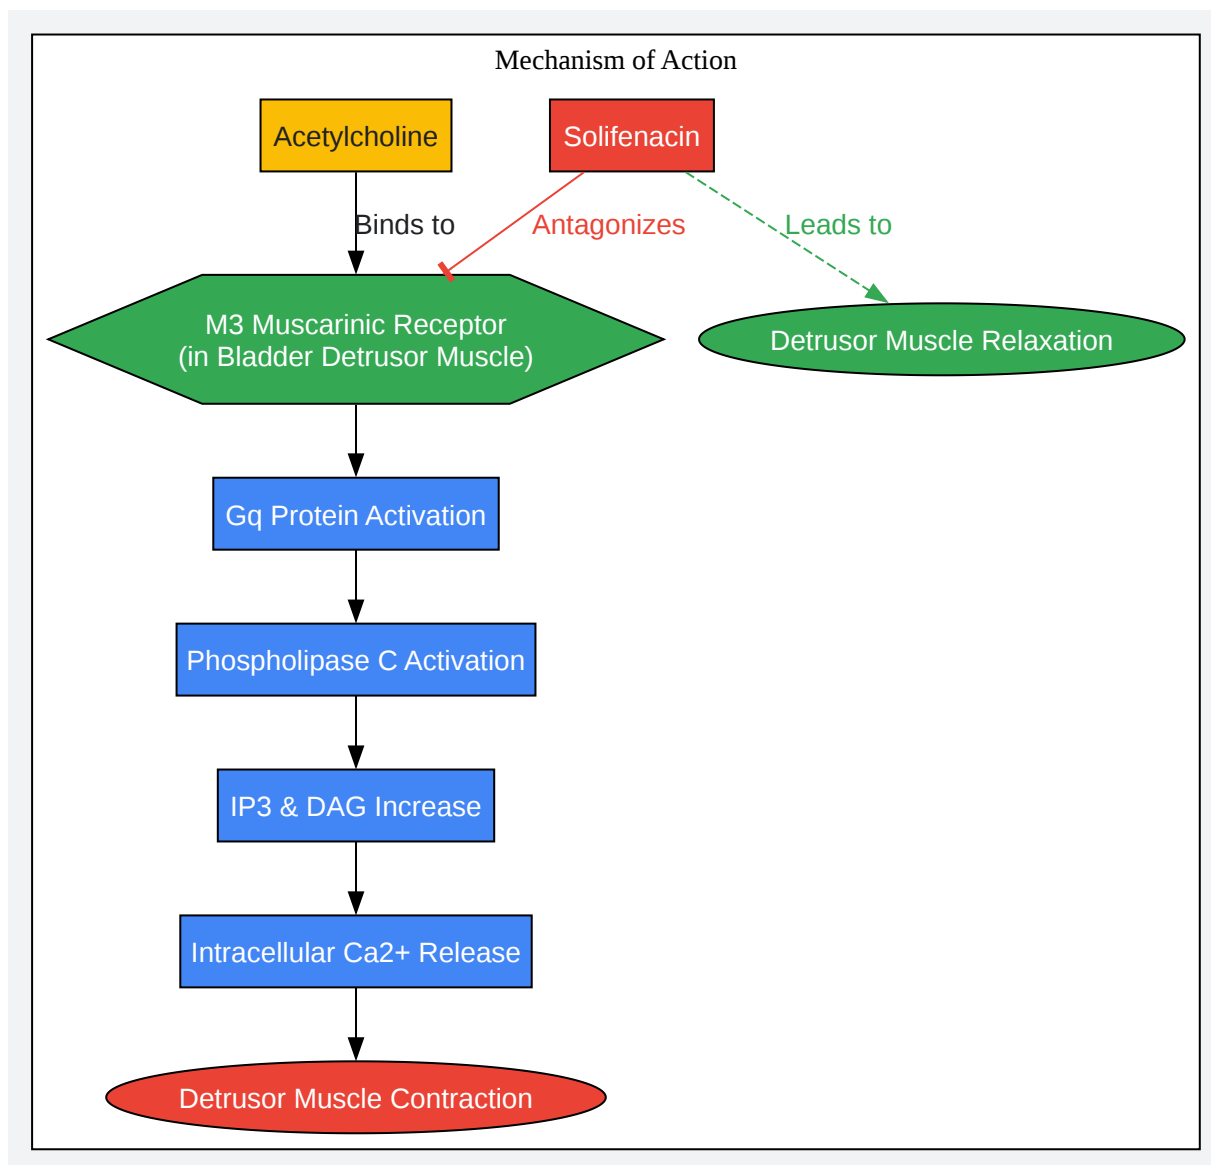 Mechanism of Action
Acetylcholine
Solifenacin
Binds to
Antagonizes
Leads to
M3 Muscarinic Receptor
(in Bladder Detrusor Muscle)
Detrusor Muscle Relaxation
Gq Protein Activation
Phospholipase C Activation
IP3 & DAG Increase
Intracellular Ca2+ Release
Detrusor Muscle Contraction